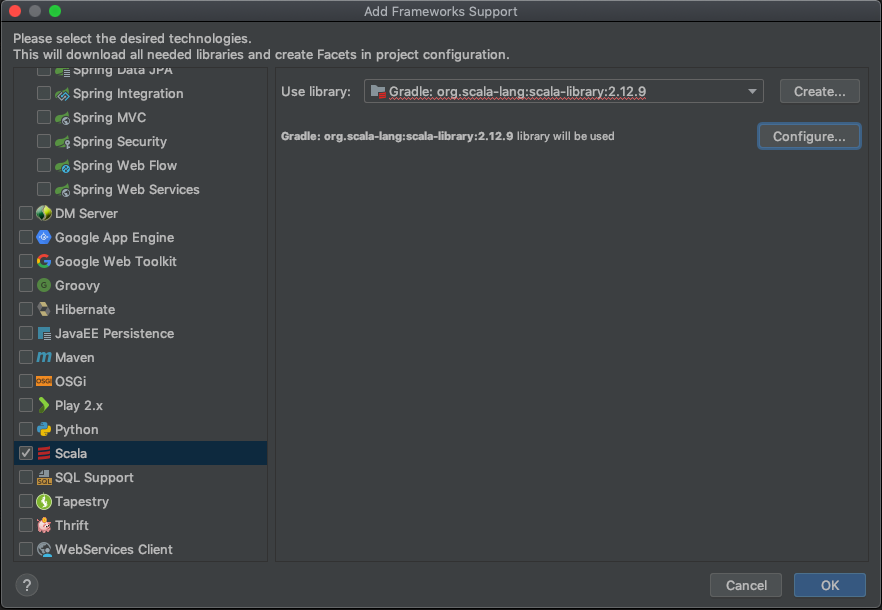 Add Frameworks Support
Please select the desired technologies.
This will download all needed libraries and create Facets in project configuration.
Spring Data JPA
Spring Integration
Spring MVC
Spring Security
Spring Web Flow
Spring Web Services
DM Server
Google App Engine
Google Web Toolkit
Groovy
Hibernate
JavaEE Persistence
Maven
OSGi
Play 2.x
Python
Scala
SQL Support
Tapestry
Thrift
WebServices Client
Use library:
Gradle: org.scala-lang:scala-library:2.12.9
Create...
Gradle: org.scala-lang:scala-library:2.12.9 library will be used
Configure...
?
Cancel
OK